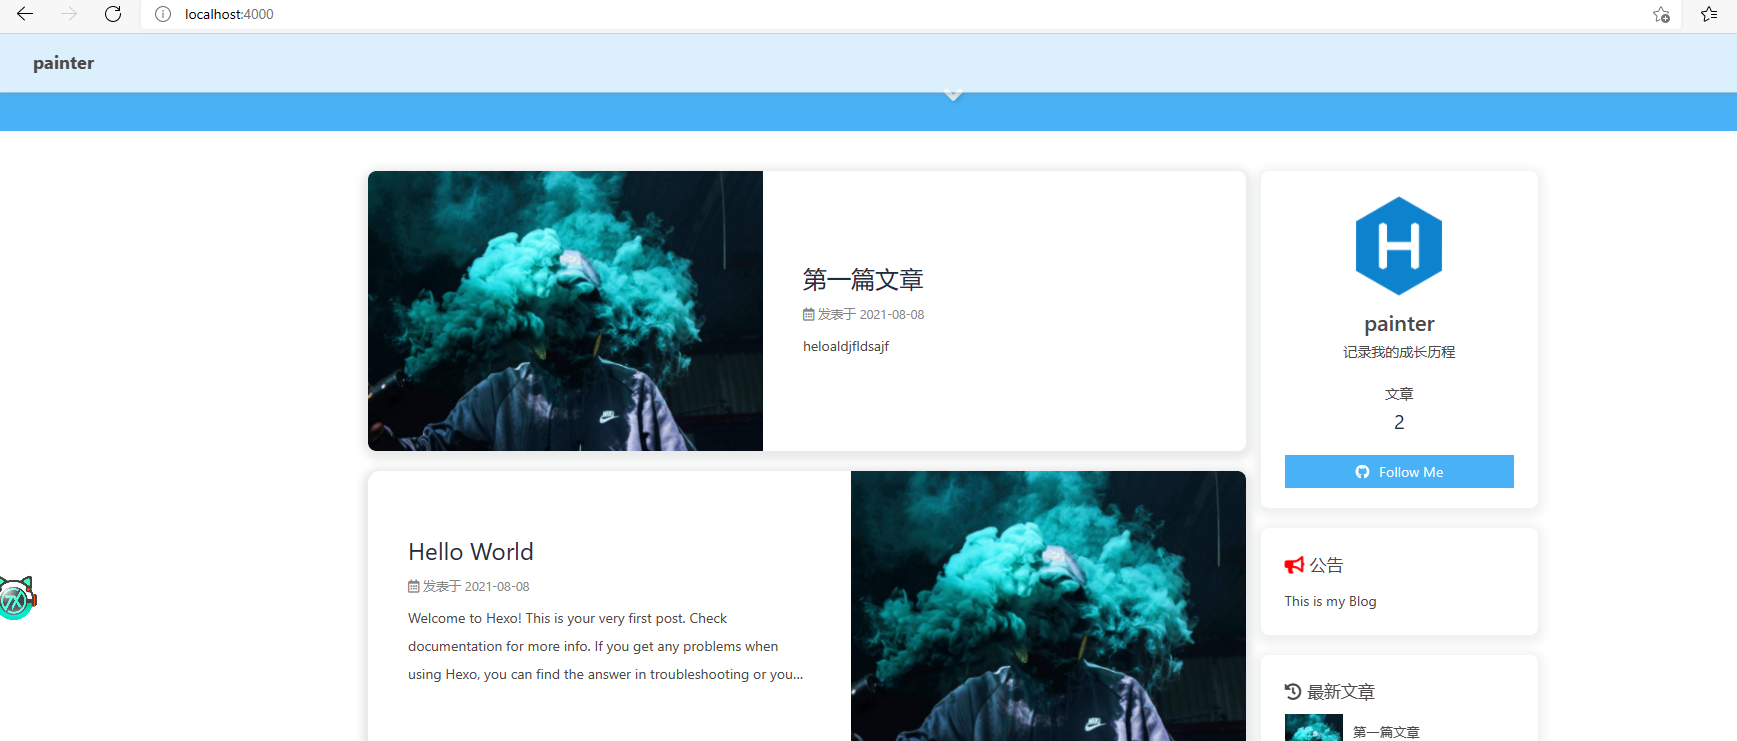 localhost:4000
painter
第一篇文章
发表于 2021-08-08
heloaldjfldsajf
painter
记录我的成长历程
文章
2
Follow Me
Hello World
发表于 2021-08-08
Welcome to Hexo! This is your very first post. Check
documentation for more info. If you get any problems when
using Hexo, you can find the answer in troubleshooting or you...
公告
This is my Blog
最新文章
第一篇文章